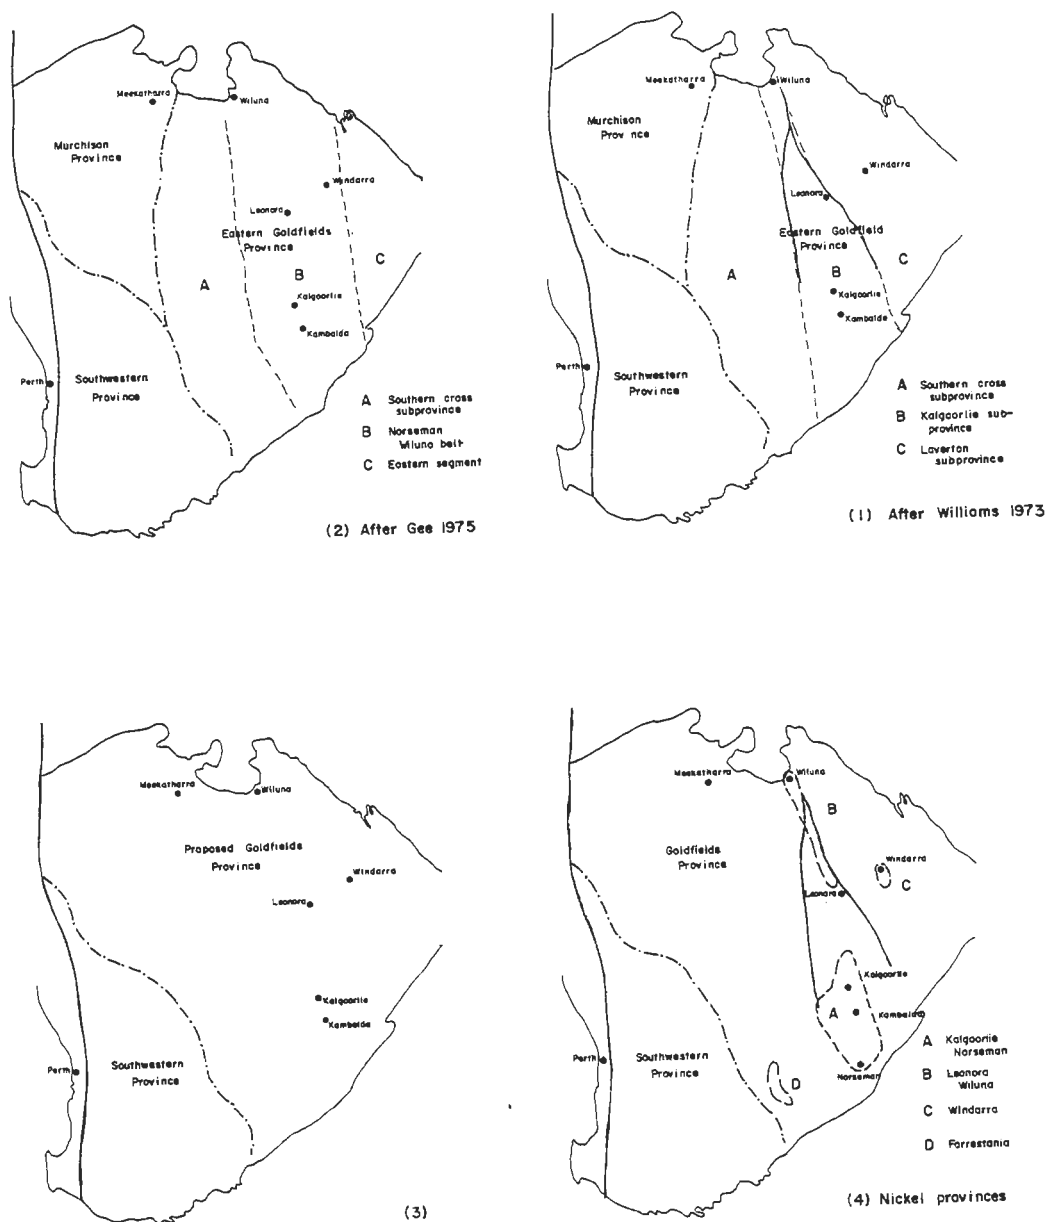 Meekatharra
Wiluna
Murchison
Province
Windarra
Leonora
Eastern Goldfields
Province
A
B
C
Kalgoorlie
Kambalda
Perth
Southwestern
Province
A Southern cross
subprovince
B Norseman
Wiluna belt
C Eastern segment
(2) After Gee 1975
Meekatharra
Wiluna
Murchison
Province
Windarra
Leonora
Eastern Goldfield
Province
A
B
C
Kalgoorlie
Kambalda
Perth
Southwestern
Province
A Southern cross
subprovince
B Kalgoorlie sub-
province
C Laverton
subprovince
(1) After Williams 1973
Meekatharra
Wiluna
Proposed Goldfields
Province
Windarra
Leonora
Kalgoorlie
Kambalda
Southwestern
Province
Perth
(3)
Meekatharra
Wiluna
B
Goldfields
Province
Windarra
C
Leonora
Kalgoorlie
A
Kambalda
Perth
Southwestern
Province
Norseman
D
A Kalgoorlie
Norseman
B Leonora
Wiluna
C Windarra
D Forrestania
(4) Nickel provinces